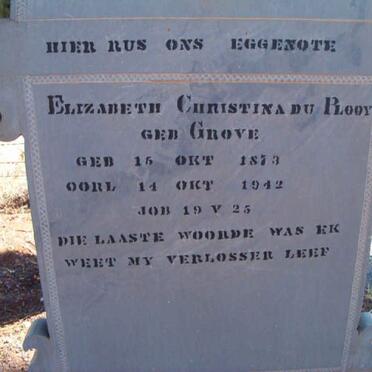 HIER RUS ONS EGGENOTE
ELIZABETH CHRISTINA DU PLOOY
GEB GROVE
GEB 15 OKT 1873
OORL 14 OKT 1942
JOB 19 V 25
DIE LAASTE WOORDE WAS EK
WEET MY VERLOSSER LEEF